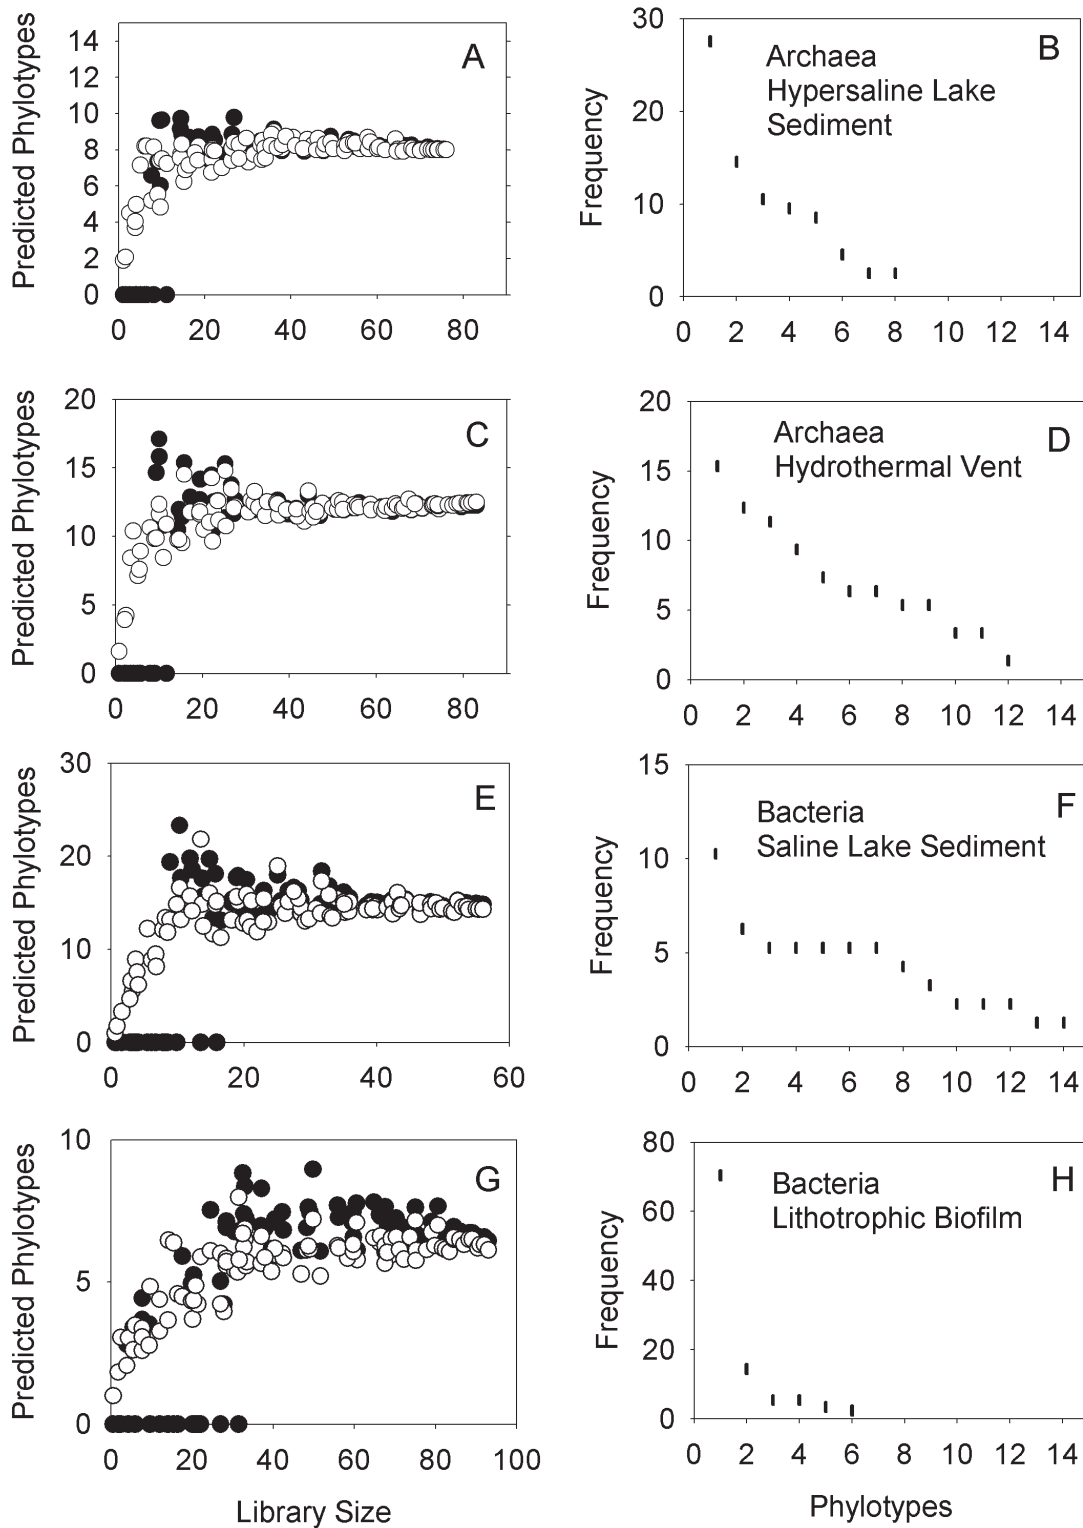 A
Predicted Phylotypes
14
12
10
8
6
4
2
0
0 20 40 60 80
B
Archaea
Hypersaline Lake
Sediment
Frequency
30
20
10
0
0 2 4 6 8 10 12 14
C
Predicted Phylotypes
20
15
10
5
0
0 20 40 60 80
D
Archaea
Hydrothermal Vent
Frequency
20
15
10
5
0
0 2 4 6 8 10 12 14
E
Predicted Phylotypes
30
20
10
0
0 20 40 60
F
Bacteria
Saline Lake Sediment
Frequency
15
10
5
0
0 2 4 6 8 10 12 14
G
Predicted Phylotypes
10
5
0
0 20 40 60 80 100
Library Size
H
Bacteria
Lithotrophic Biofilm
Frequency
80
60
40
20
0
0 2 4 6 8 10 12 14
Phylotypes